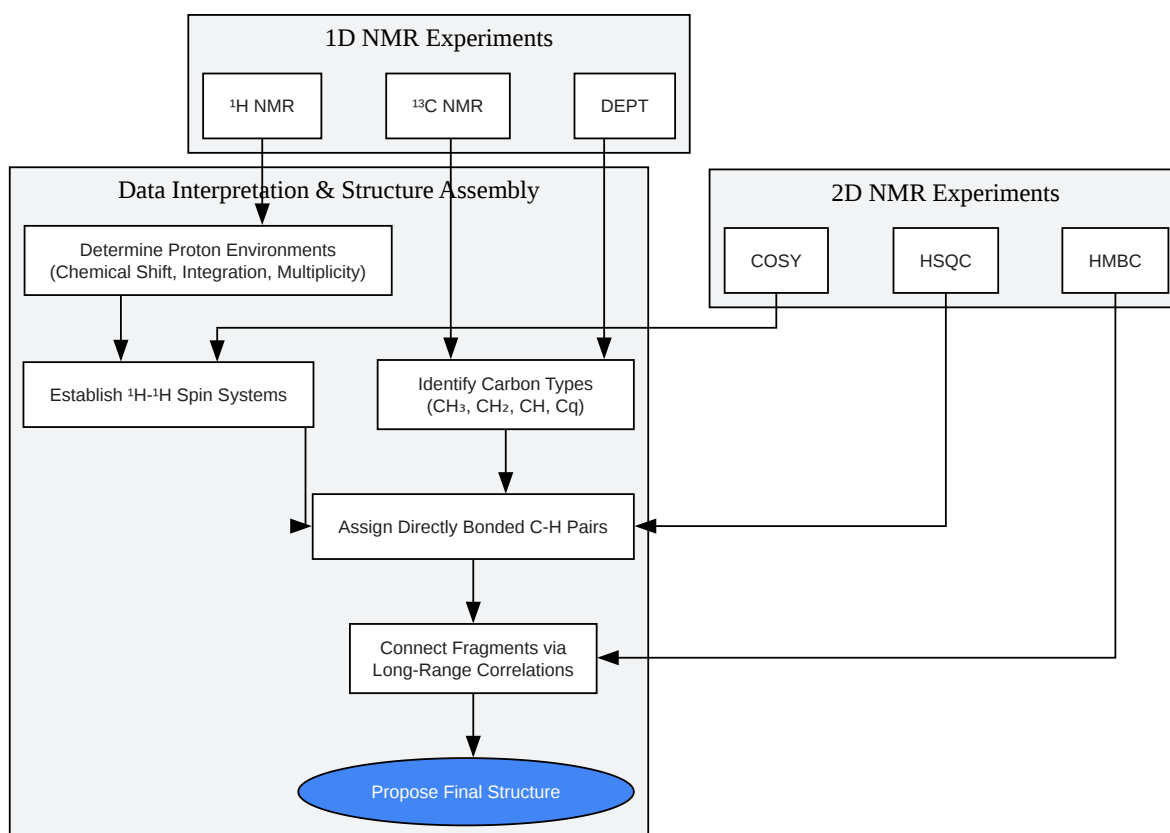 1D NMR Experiments
¹H NMR
¹³C NMR
DEPT
Data Interpretation & Structure Assembly
2D NMR Experiments
Determine Proton Environments
(Chemical Shift, Integration, Multiplicity)
COSY
HSQC
HMBC
Establish ¹H-¹H Spin Systems
Identify Carbon Types
(CH₃, CH₂, CH, Cq)
Assign Directly Bonded C-H Pairs
Connect Fragments via
Long-Range Correlations
Propose Final Structure